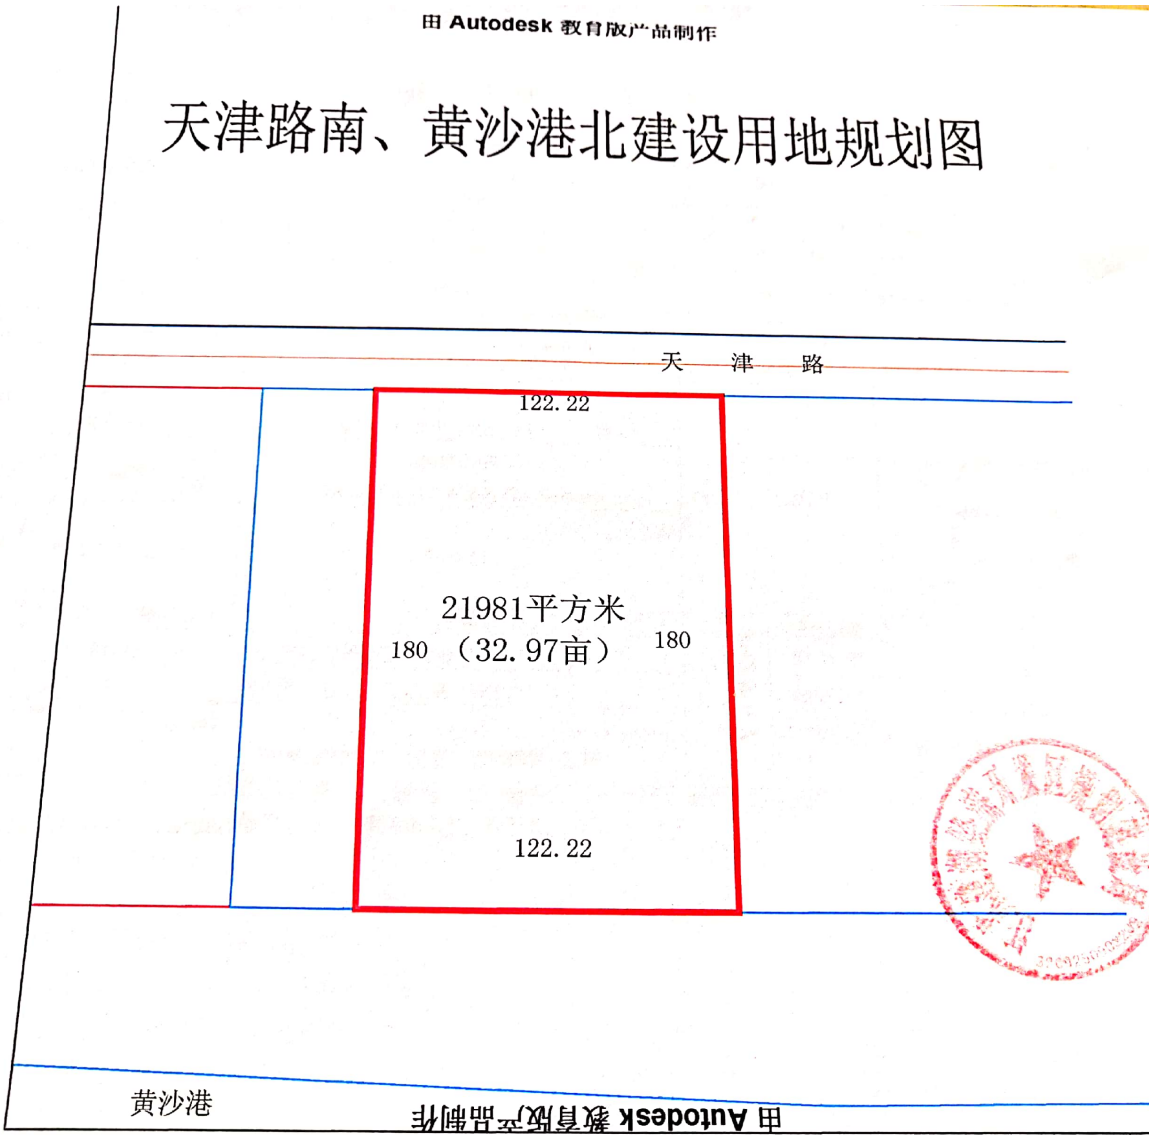 由 Autodesk 教育版产品制作
天津路南、黄沙港北建设用地规划图
天 津 路
122.22
21981平方米
180 （32.97亩） 180
122.22
黄沙港
由 Autodesk 教育版产品制作